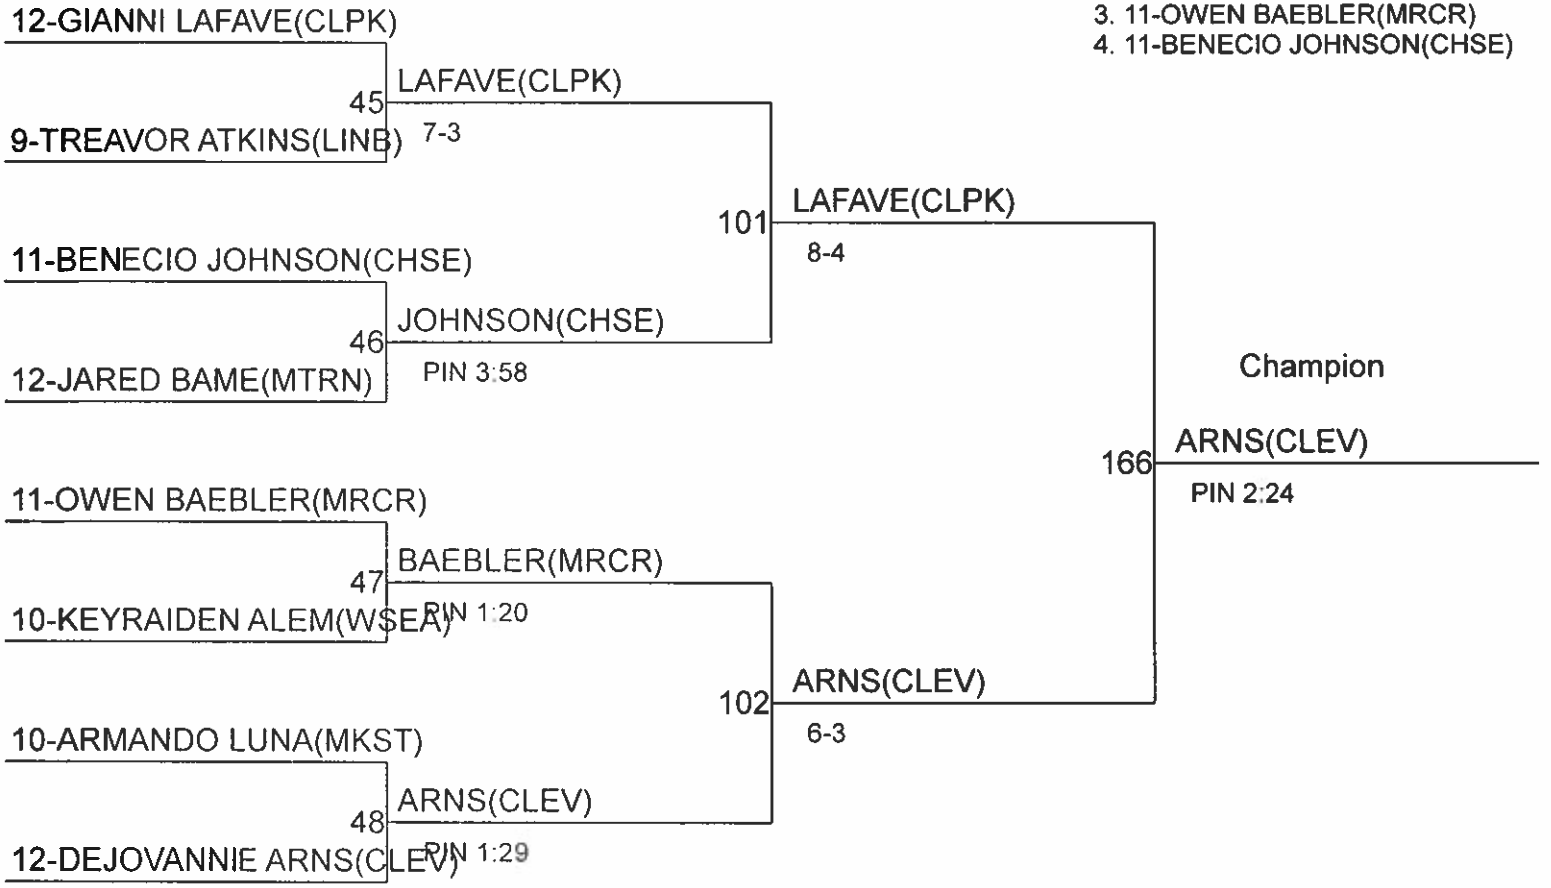 12-GIANNI LAFAVE(CLPK)
3. 11-OWEN BAEBLER(MRCR)
4. 11-BENECIO JOHNSON(CHSE)
LAFAVE(CLPK)
45
9-TREAVOR ATKINS(LINB)
7-3
LAFAVE(CLPK)
101
8-4
11-BENECIO JOHNSON(CHSE)
JOHNSON(CHSE)
46
12-JARED BAME(MTRN)
PIN 3:58
Champion
ARNS(CLEV)
166
PIN 2:24
11-OWEN BAEBLER(MRCR)
BAEBLER(MRCR)
47
10-KEYRAIDEN ALEM(WSEA)
PIN 1:20
ARNS(CLEV)
102
6-3
10-ARMANDO LUNA(MKST)
ARNS(CLEV)
48
12-DEJOVANNIE ARNS(CLEV)
PIN 1:29